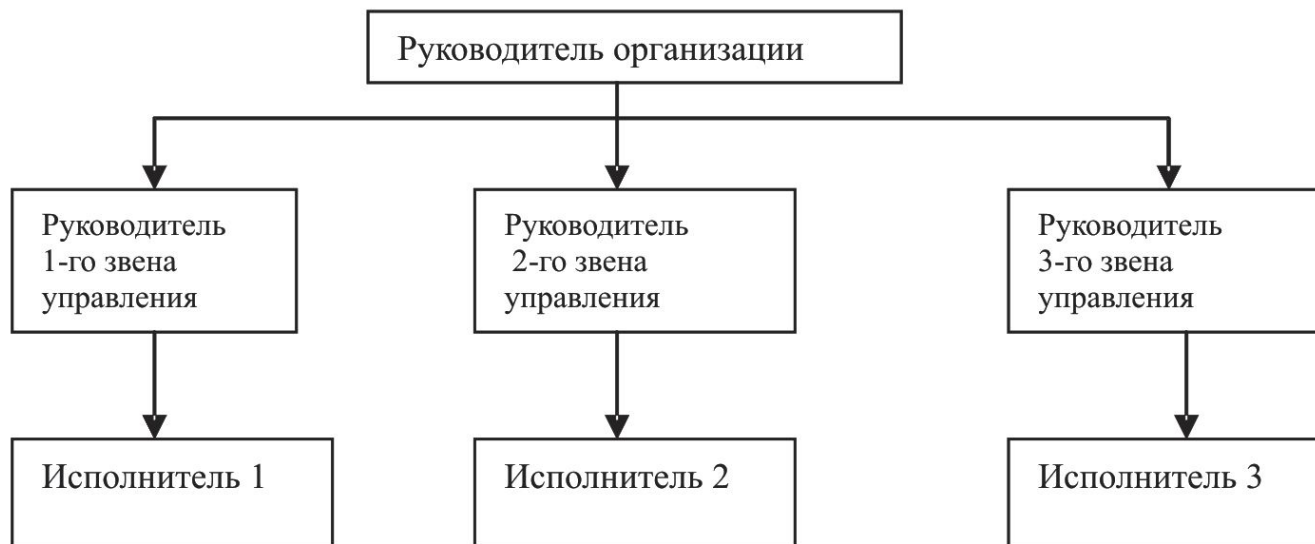 Руководитель организации
Руководитель
1-го звена
управления
Руководитель
2-го звена
управления
Руководитель
3-го звена
управления
Исполнитель 1
Исполнитель 2
Исполнитель 3